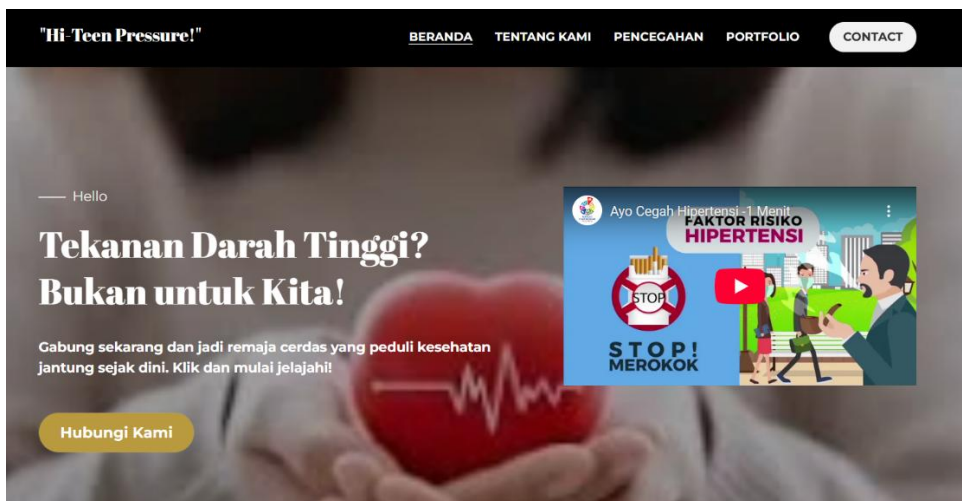 "Hi-Teen Pressure!"
BERANDA TENTANG KAMI PENCEGAHAN PORTFOLIO CONTACT
Hello
Tekanan Darah Tinggi?
Bukan untuk Kita!
Gabung sekarang dan jadi remaja cerdas yang peduli kesehatan
jantung sejak dini. Klik dan mulai jelajahi!
Hubungi Kami
Ayo Cegah Hipertensi -1 Menit
FAKTOR RISIKO
HIPERTENSI
STOP
STOP!
MEROKOK